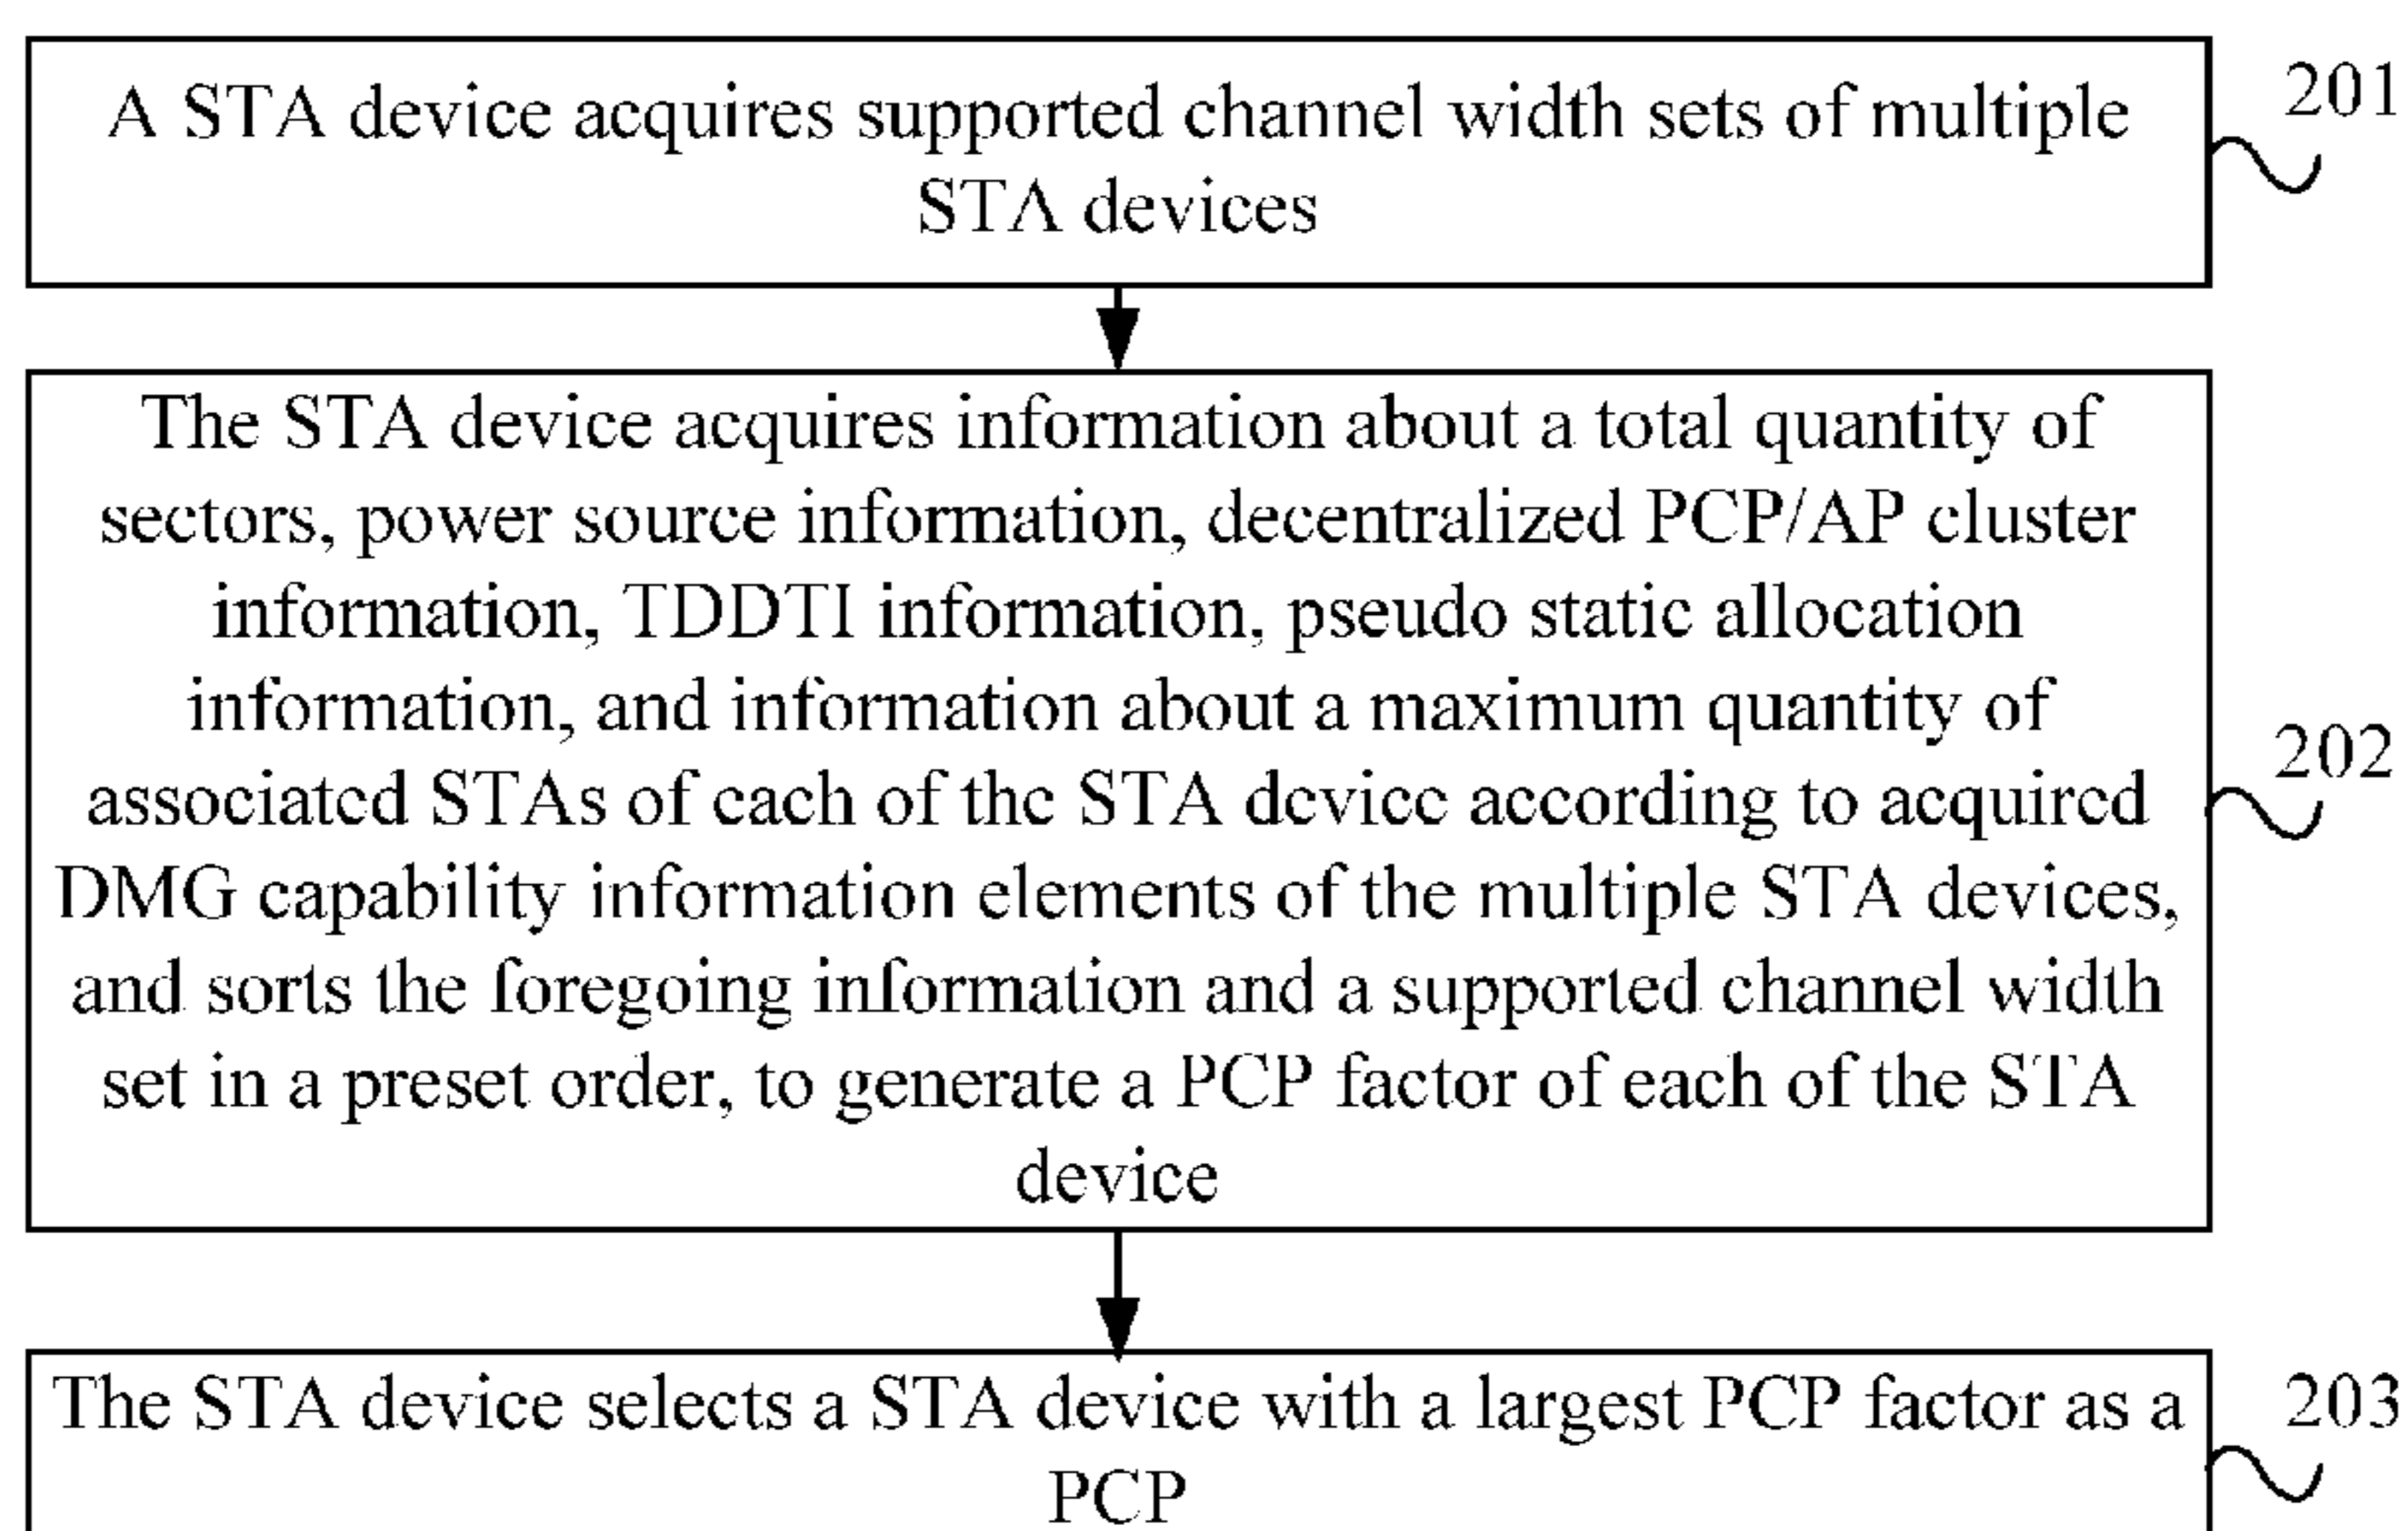 A STA device acquires supported channel width sets of multiple
STA devices
201
The STA device acquires information about a total quantity of
sectors, power source information, decentralized PCP/AP cluster
information, TDDTI information, pseudo static allocation
information, and information about a maximum quantity of
associated STAs of each of the STA device according to acquired
DMG capability information elements of the multiple STA devices,
and sorts the foregoing information and a supported channel width
set in a preset order, to generate a PCP factor of each of the STA
device
202
The STA device selects a STA device with a largest PCP factor as a
PCP
203